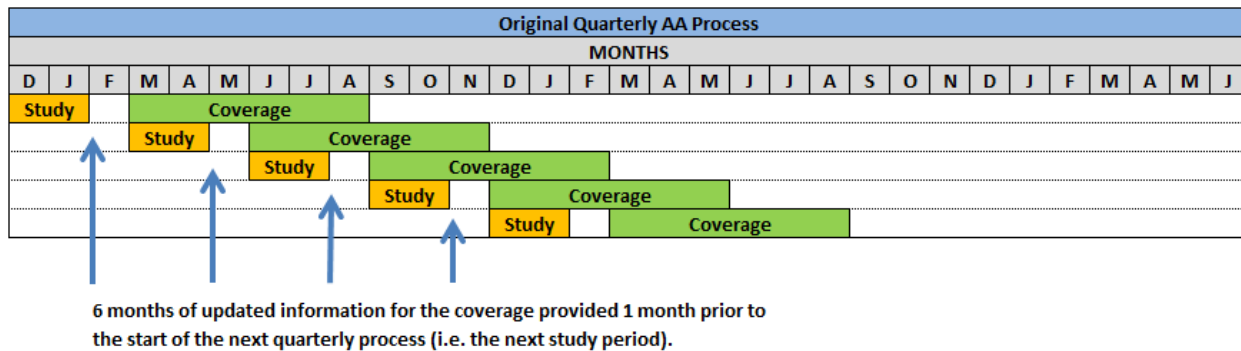 Original Quarterly AA Process
MONTHS
D J F M A M J J A S O N D J F M A M J J A S O N D J F M A M J
Study Coverage
Study Coverage
Study Coverage
Study Coverage
Study Coverage
6 months of updated information for the coverage provided 1 month prior to
the start of the next quarterly process (i.e. the next study period).